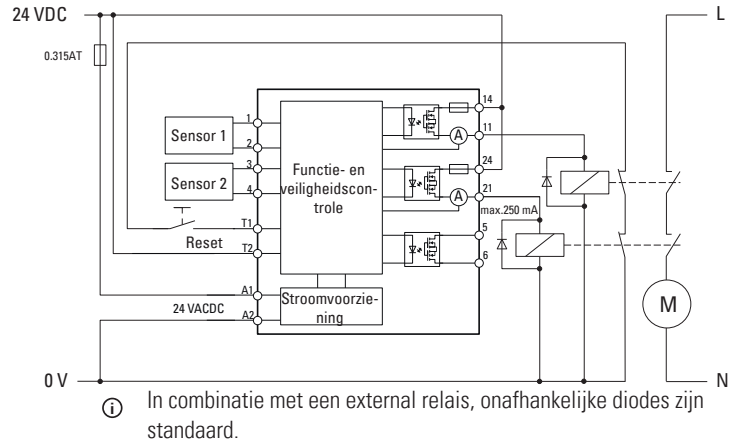 24 VDC
L
0.315AT
14
1
Sensor 1
2
A
11
3
Sensor 2
4
Functie- en
veiligheidscon-
trole
24
A
21
max.250 mA
T1
Reset
T2
5
6
A1
24 VACDC
A2
Stroomvoorzie-
ning
M
0 V
N
i In combinatie met een external relais, onafhankelijke diodes zijn
standaard.